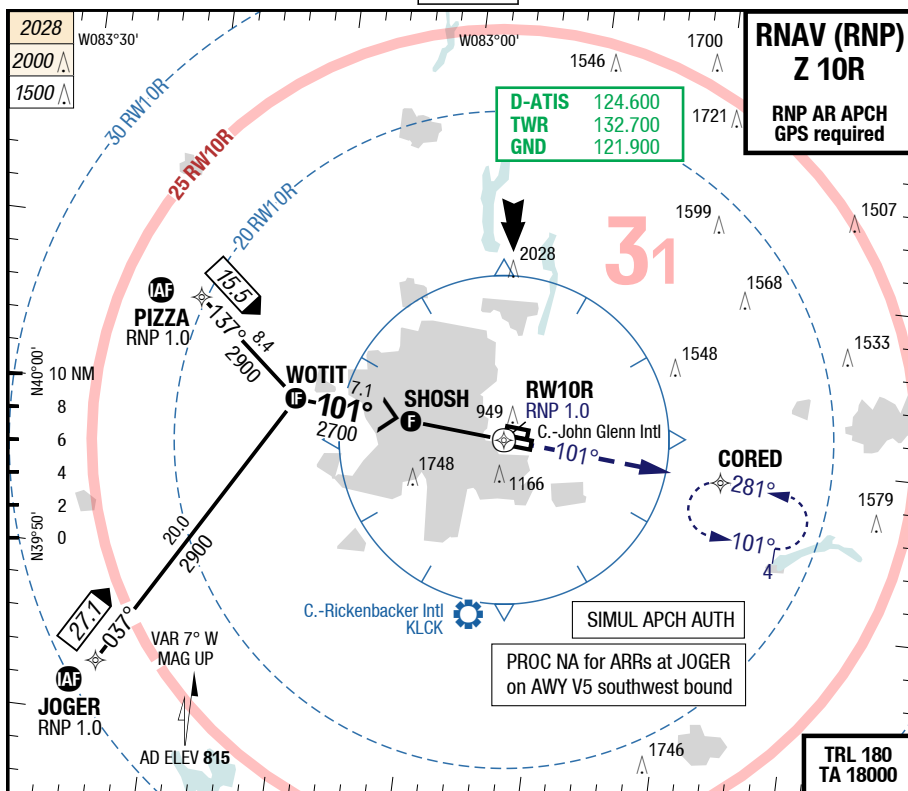 2028
2000
1500
W083°30'
W083°00'
30 RW10R
25 RW10R
20 RW10R
RNAV (RNP)
Z 10R
RNP AR APCH
GPS required
D-ATIS 124.600
TWR 132.700
GND 121.900
1546
1700
1721
1599
1507
31
2028
1568
1533
1548
IAF
PIZZA
RNP 1.0
15.5
137°
8.4
2900
WOTIT
IF
7.1
101°
2700
SHOSH
F
RW10R
RNP 1.0
949
C.-John Glenn Intl
101°
1748
1166
CORED
281°
101°
4
1579
N40°00'
10 NM
8
6
4
2
0
N39°50'
20.0
2900
27.1
037°
IAF
JOGER
RNP 1.0
VAR 7° W
MAG UP
AD ELEV 815
C.-Rickenbacker Intl
KLCK
SIMUL APCH AUTH
PROC NA for ARRs at JOGER
on AWY V5 southwest bound
1746
TRL 180
TA 18000